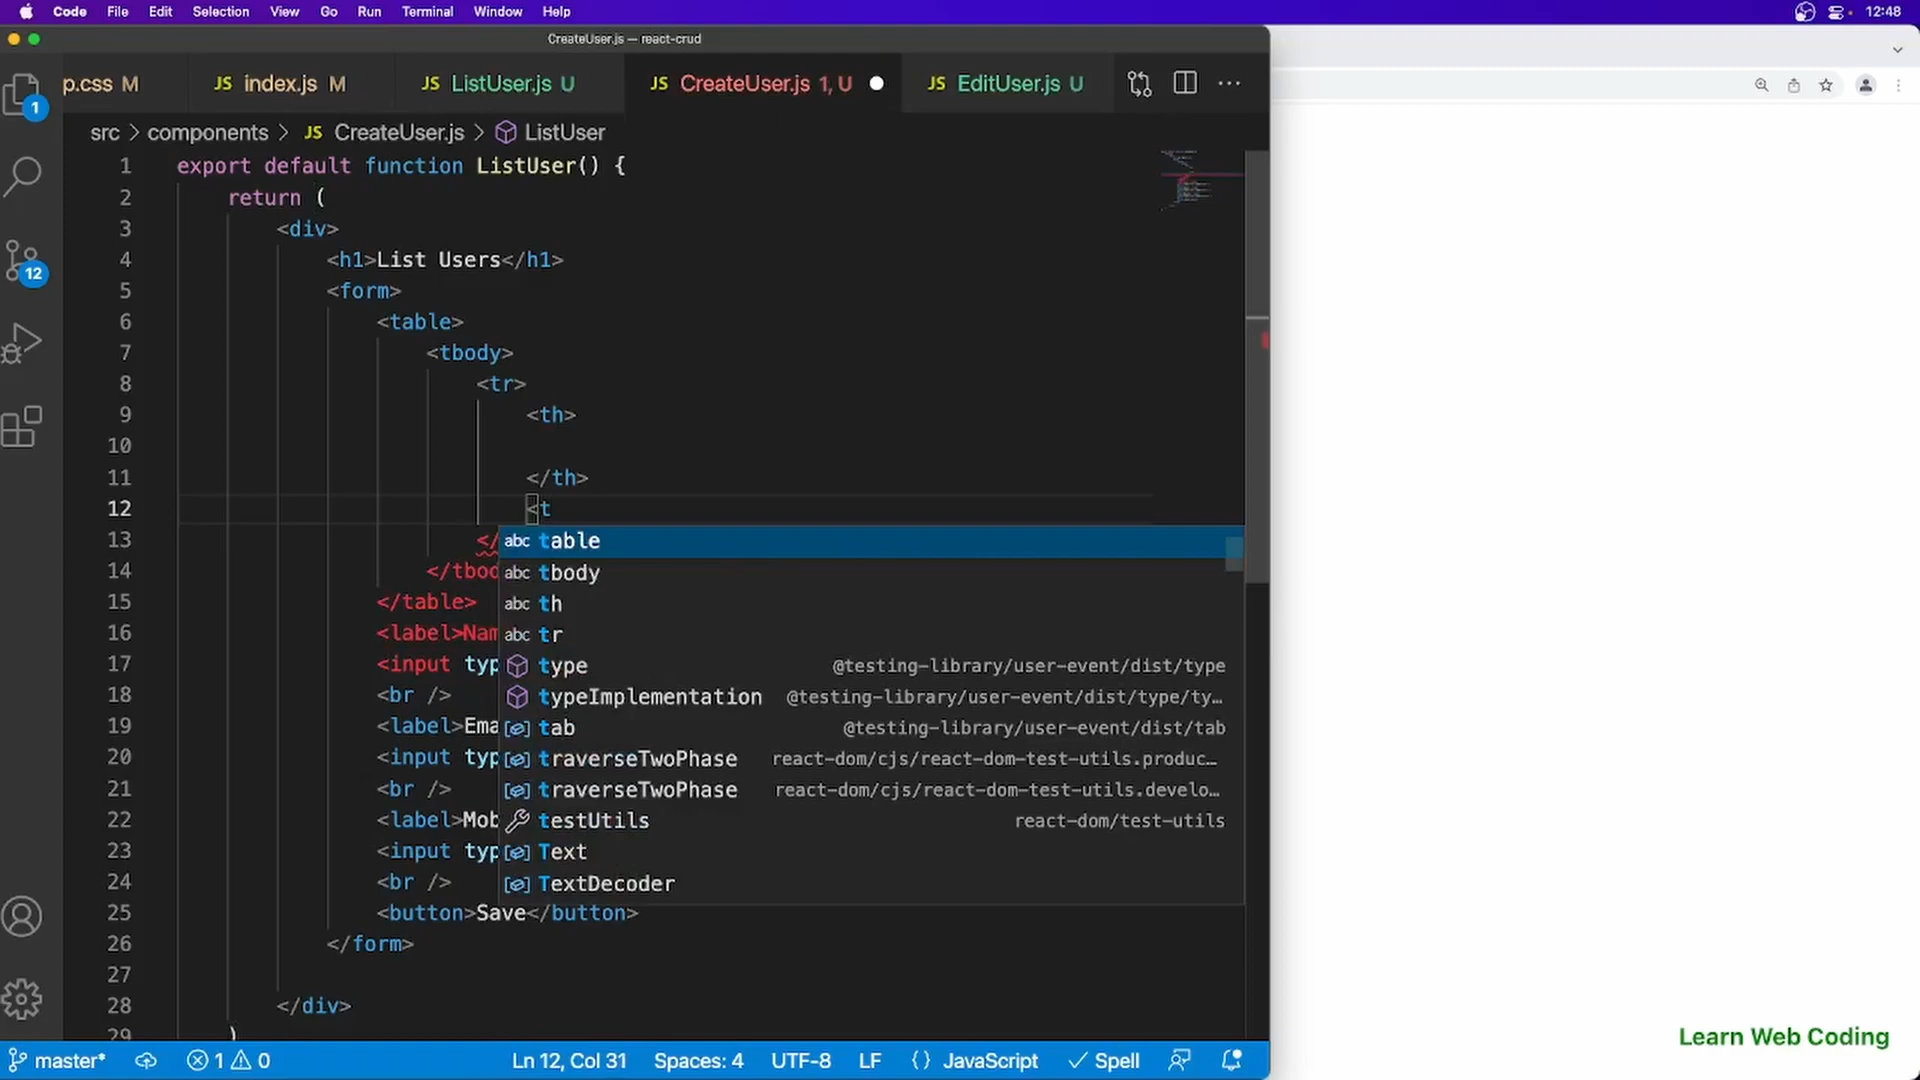 Code File Edit Selection View Go Run Terminal Window Help 12:48
CreateUser.js — react-crud
p.css M JS index.js M JS ListUser.js U JS CreateUser.js 1, U JS EditUser.js U
1
src > components > JS CreateUser.js > ListUser
1 export default function ListUser() {
2 return (
3 <div>
4 <h1>List Users</h1>
5 <form>
6 <table>
7 <tbody>
8 <tr>
9 <th>
10
11 </th>
12 <t
13 </
14 </tbod
15 </table>
16 <label>Nam
17 <input typ
18 <br />
19 <label>Ema
20 <input typ
21 <br />
22 <label>Mob
23 <input typ
24 <br />
25 <button>Save</button>
26 </form>
27
28 </div>
29 )
12
abc table
abc tbody
abc th
abc tr
type @testing-library/user-event/dist/type
typeImplementation @testing-library/user-event/dist/type/ty…
tab @testing-library/user-event/dist/tab
traverseTwoPhase react-dom/cjs/react-dom-test-utils.produc…
traverseTwoPhase react-dom/cjs/react-dom-test-utils.develo…
testUtils react-dom/test-utils
Text
TextDecoder
Learn Web Coding
master* 1 0 Ln 12, Col 31 Spaces: 4 UTF-8 LF {} JavaScript Spell